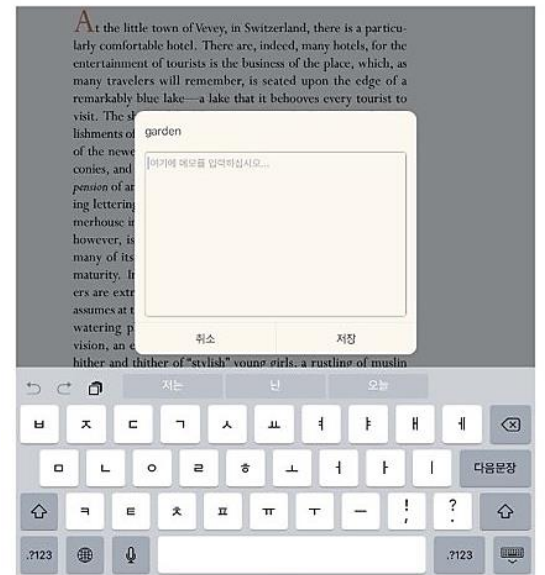 At the little town of Vevey, in Switzerland, there is a particu-
larly comfortable hotel. There are, indeed, many hotels, for the
entertainment of tourists is the business of the place, which, as
many travelers will remember, is seated upon the edge of a
remarkably blue lake—a lake that it behooves every tourist to
visit. The
lishments of
of the newe
conies, and
pension of
ing lettering
merhouse
however, is
many of its
maturity.
ers are extr
assumes at
watering
vision, an
hither and thither of “stylish” young girls, a rustling of muslin
garden
여기에 메모를 입력하십시오...
취소 저장
저는 난 오늘
ㅂ ㅈ ㄷ ㄱ ㅅ ㅛ ㅕ ㅑ ㅐ ㅔ
ㅁ ㄴ ㅇ ㄹ ㅎ ㅗ ㅓ ㅏ ㅣ 다음문장
ㅋ ㅌ ㅊ ㅍ ㅠ ㅜ ㅡ ! , ? .
.?123 .?123